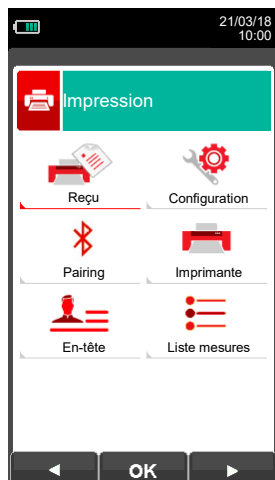 21/03/18
10:00
Impression
Reçu
Configuration
Pairing
Imprimante
En-tête
Liste mesures
OK